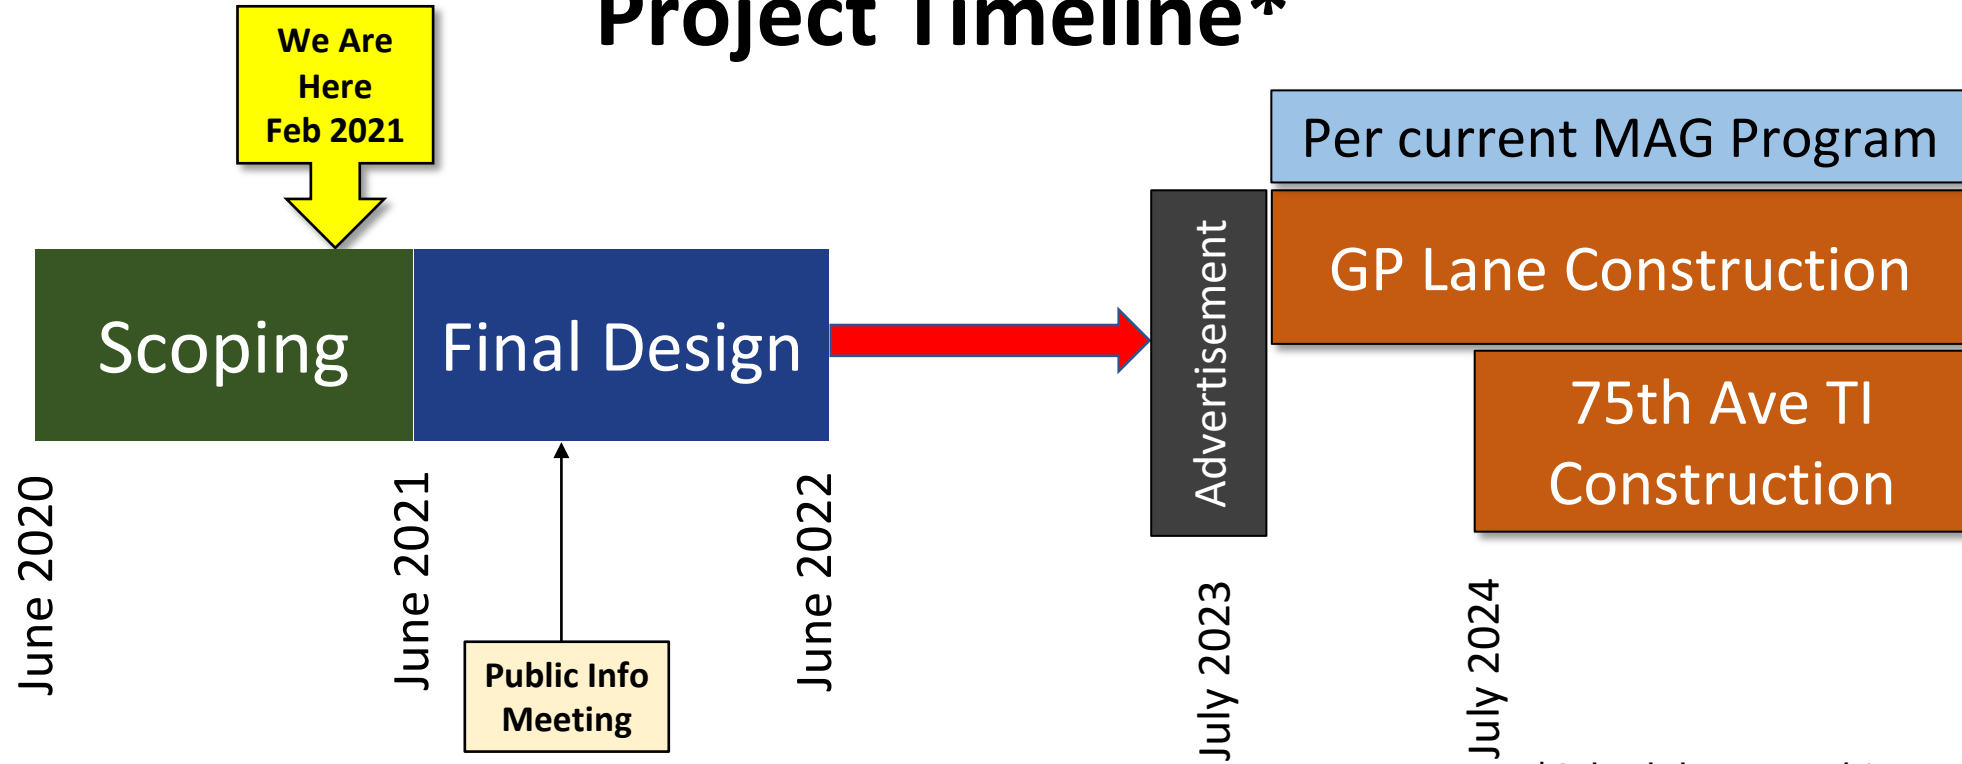 Project Timeline*
We Are
Here
Feb 2021
Per current MAG Program
GP Lane Construction
75th Ave TI
Construction
Advertisement
Scoping
Final Design
June 2020
June 2021
June 2022
July 2023
July 2024
Public Info
Meeting